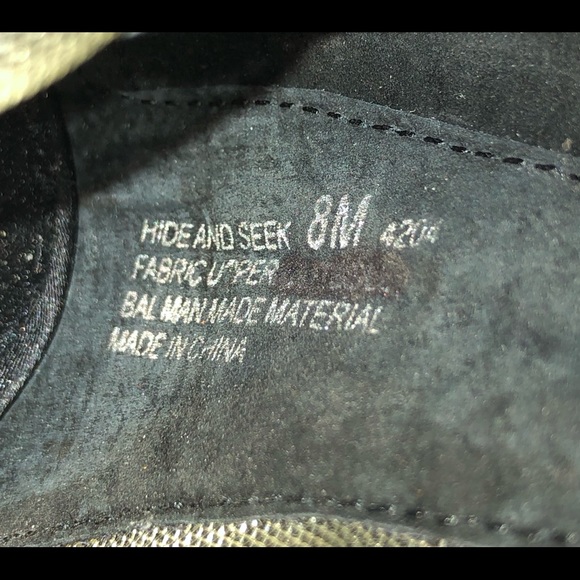 HIDE AND SEEK 8M 4204
FABRIC UPPER
BAL MAN.MADE MATERIAL
MADE IN CHINA